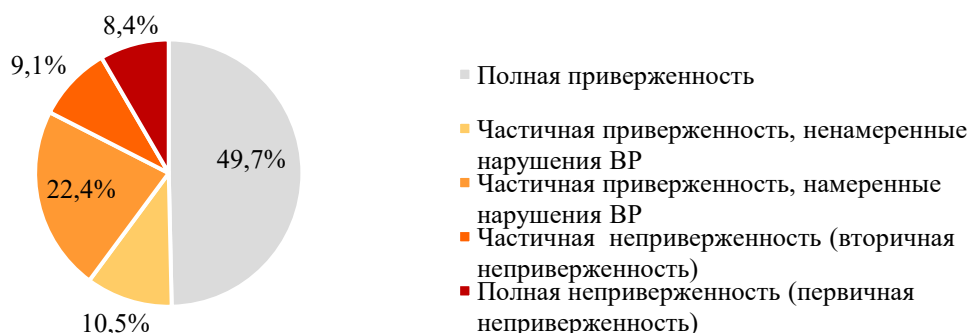 8,4%
9,1%
49,7%
22,4%
10,5%
Полная приверженность
Частичная приверженность, ненамеренные
нарушения ВР
Частичная приверженность, намеренные
нарушения ВР
Частичная неприверженность (вторичная
неприверженность)
Полная неприверженность (первичная
неприверженность)